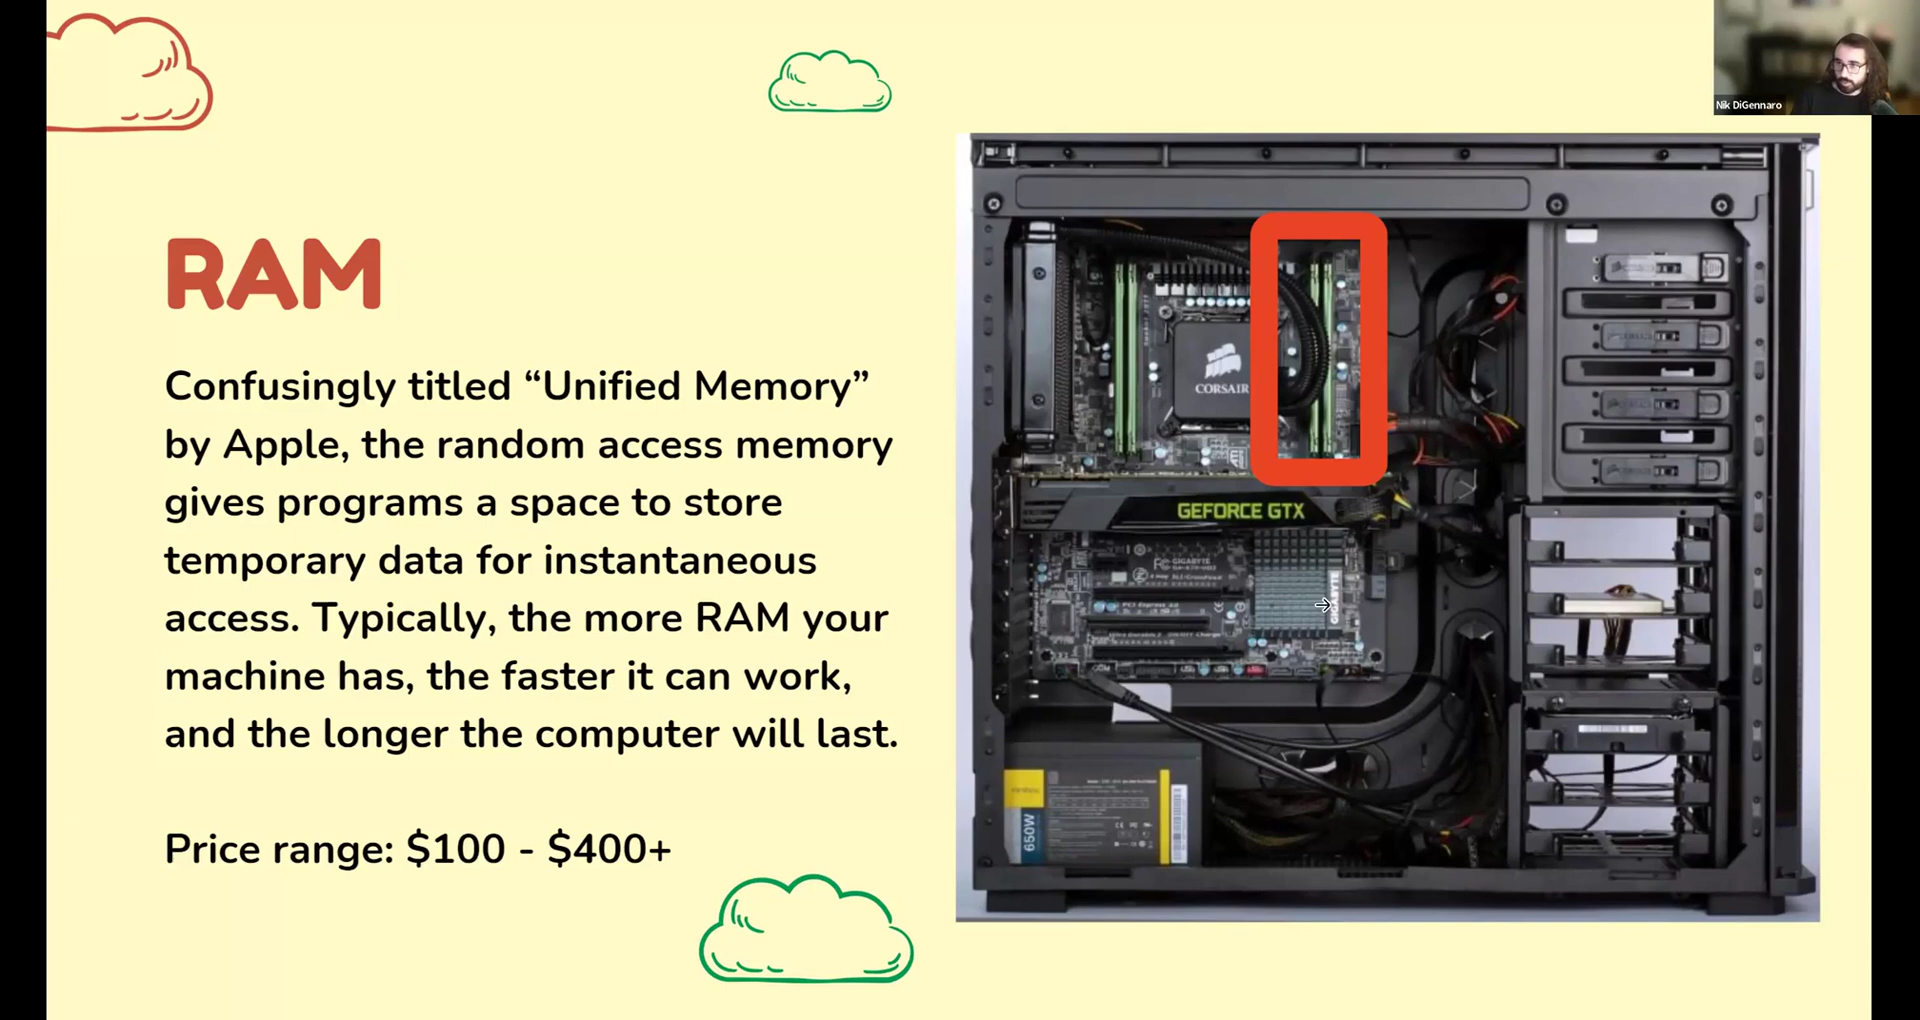 Nik DiGennaro
RAM
Confusingly titled “Unified Memory”
by Apple, the random access memory
gives programs a space to store
temporary data for instantaneous
access. Typically, the more RAM your
machine has, the faster it can work,
and the longer the computer will last.
Price range: $100 - $400+
CORSAIR
GEFORCE GTX
GIGABYTE
GIGABYTE
650W